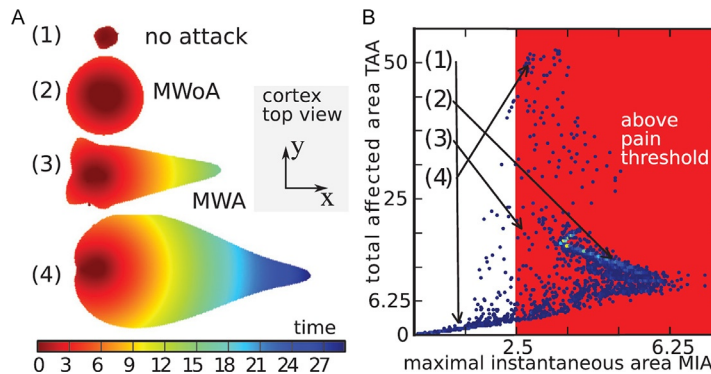 A
(1)
no attack
(2)
MWoA
(3)
MWA
(4)
cortex
top view
y
x
time
0 3 6 9 12 15 18 21 24 27
B
total affected area TAA
50
25
6.25
0
(1)
(2)
(3)
(4)
above
pain
threshold
2.5 6.25
maximal instantaneous area MIA